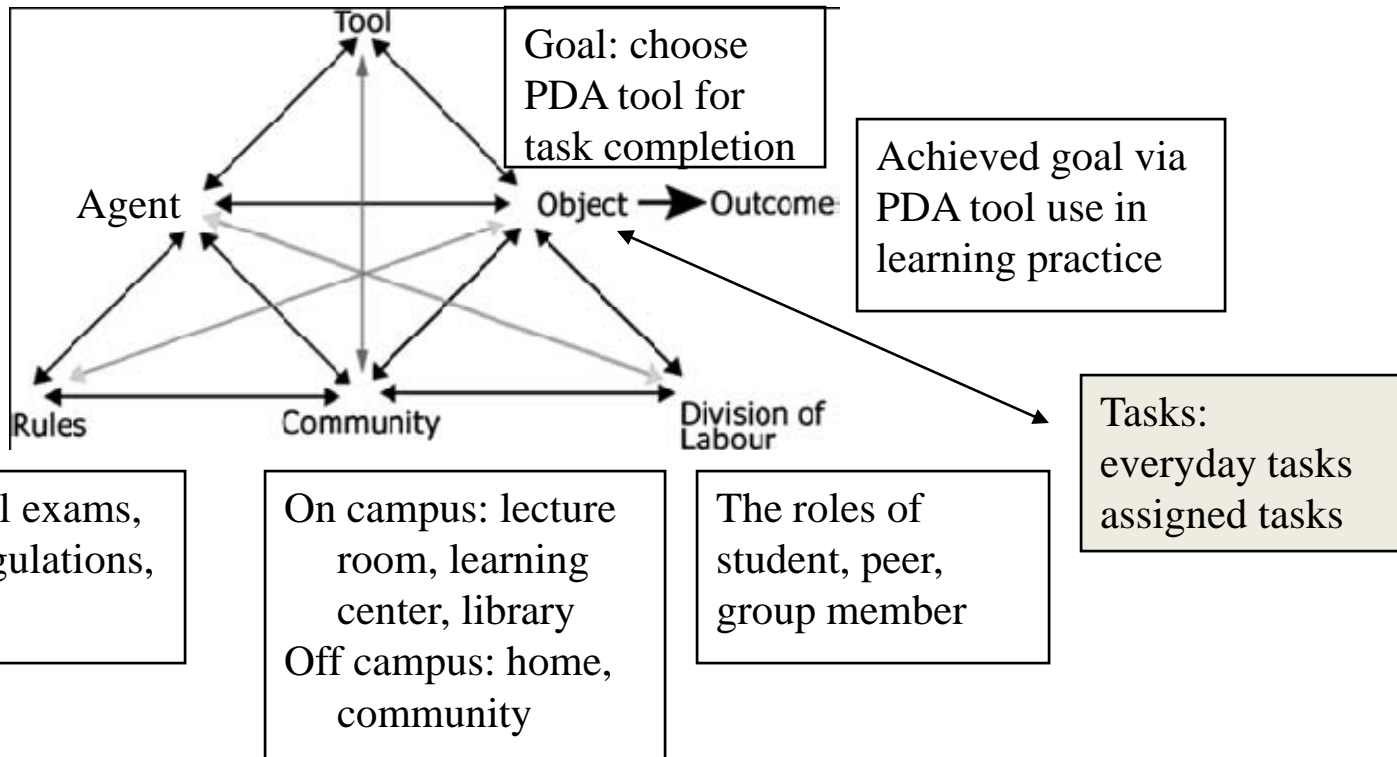 Tool
Goal: choose
PDA tool for
task completion
Achieved goal via
PDA tool use in
learning practice
Agent
Object
Outcome
Rules
Community
Division of
Labour
Tasks:
everyday tasks
assigned tasks
exams,
On campus: lecture
room, learning
center, library
Off campus: home,
community
The roles of
student, peer,
group member